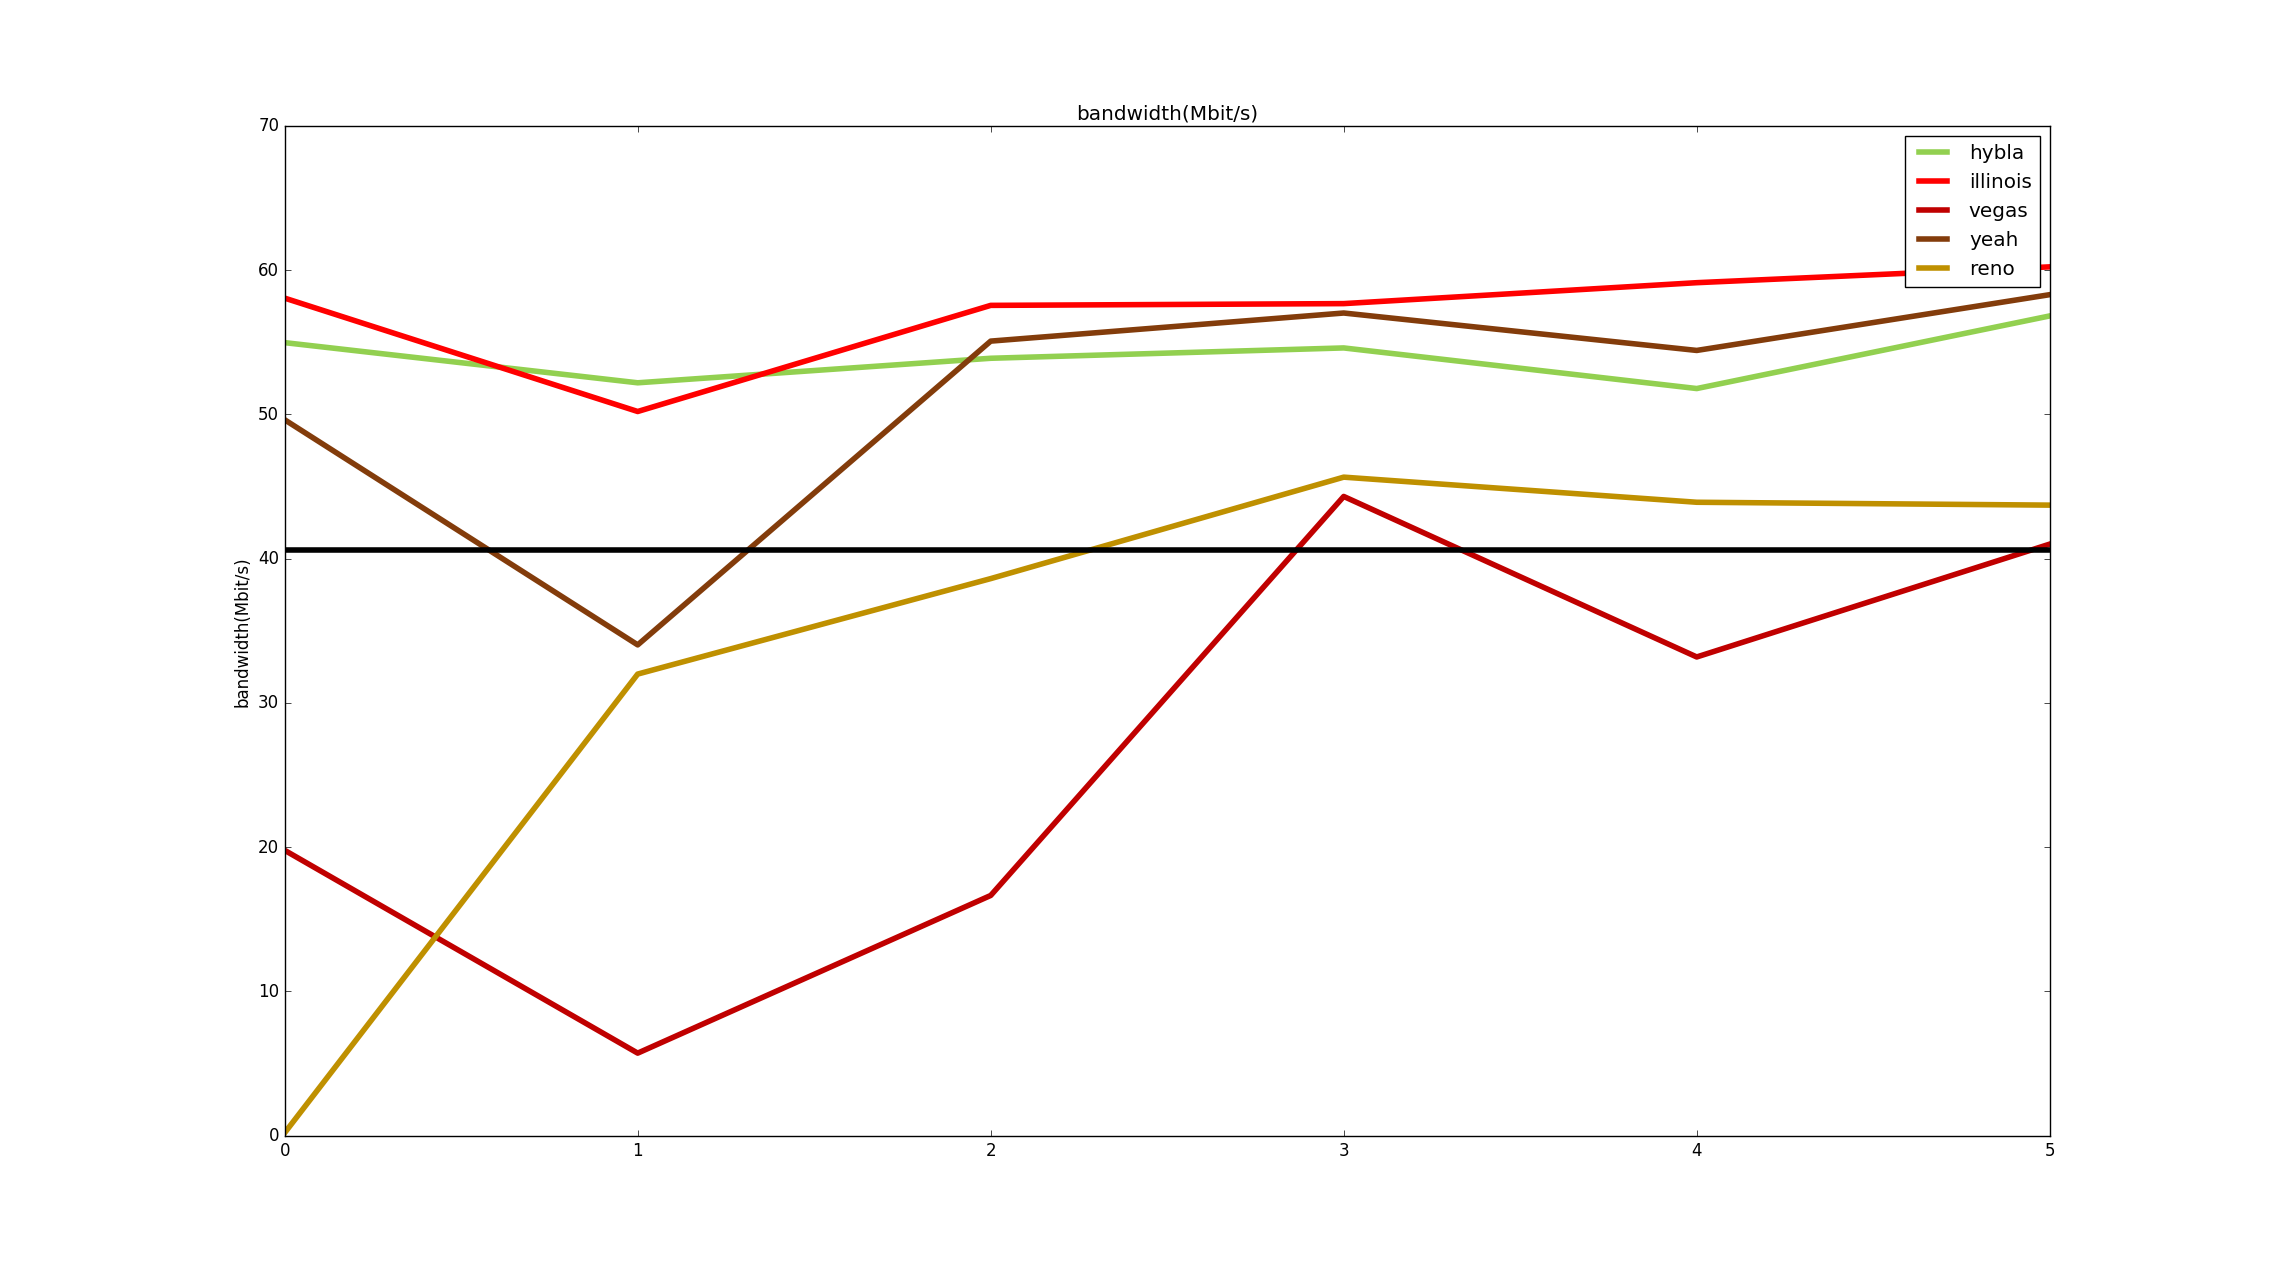 bandwidth(Mbit/s)
70
60
50
40
30
20
10
0
bandwidth(Mbit/s)
hybla
illinois
vegas
yeah
reno
0 1 2 3 4 5